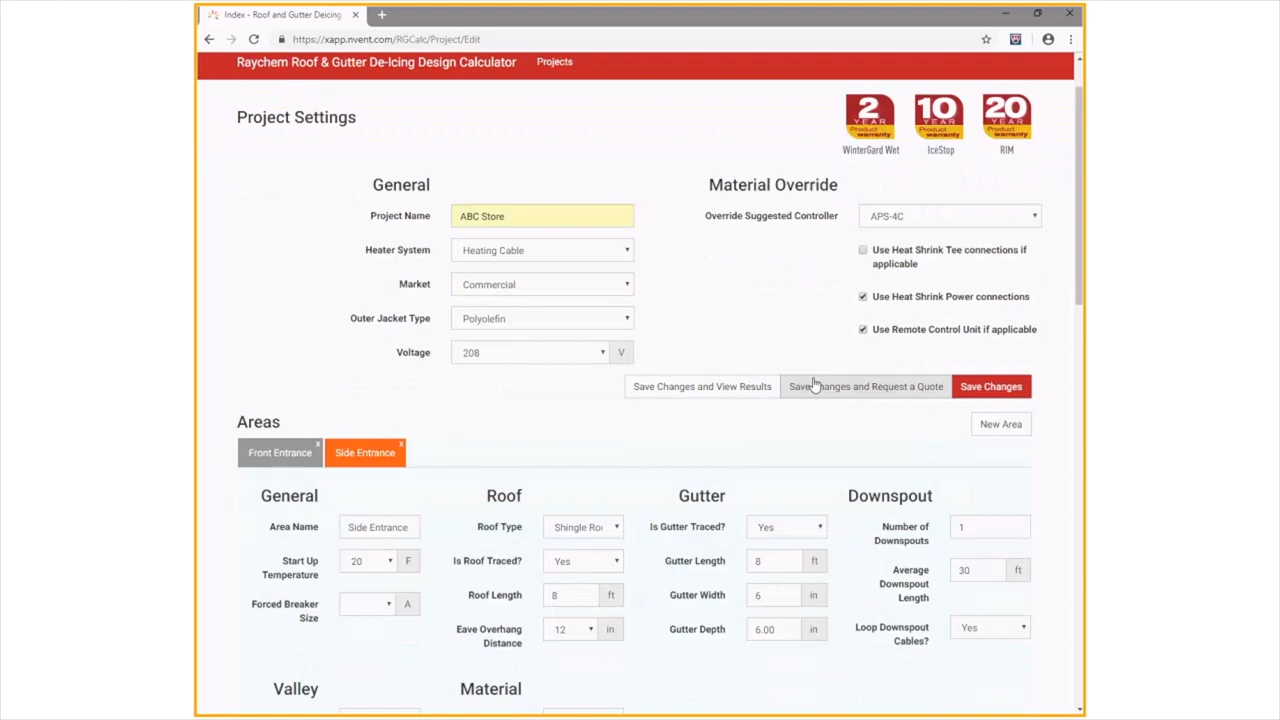 Index - Roof and Gutter Deicing
https://xapp.nvent.com/RGCalc/Project/Edit
Raychem Roof & Gutter De-Icing Design Calculator Projects
Project Settings
2 YEAR Product warranty
WinterGard Wet
10 YEAR Product warranty
IceStop
20 YEAR Product warranty
RIM
General
Project Name ABC Store
Heater System Heating Cable
Market Commercial
Outer Jacket Type Polyolefin
Voltage 208 V
Material Override
Override Suggested Controller APS-4C
Use Heat Shrink Tee connections if
applicable
Use Heat Shrink Power connections
Use Remote Control Unit if applicable
Save Changes and View Results Save Changes and Request a Quote Save Changes
Areas
New Area
Front Entrance x Side Entrance x
General
Area Name Side Entrance
Start Up
Temperature
20 F
Forced Breaker
Size
A
Roof
Roof Type Shingle Roo
Is Roof Traced? Yes
Roof Length 8 ft
Eave Overhang
Distance
12 in
Gutter
Is Gutter Traced? Yes
Gutter Length 8 ft
Gutter Width 6 in
Gutter Depth 6.00 in
Downspout
Number of
Downspouts
1
Average
Downspout
Length
30 ft
Loop Downspout
Cables?
Yes
Valley
Material